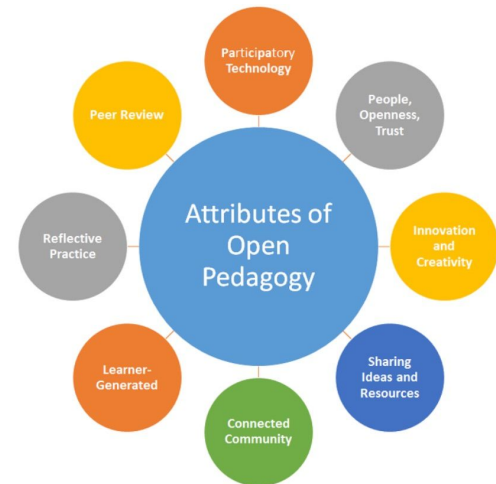 Participatory
Technology
People,
Openness,
Trust
Innovation
and
Creativity
Sharing
Ideas and
Resources
Connected
Community
Learner-
Generated
Reflective
Practice
Peer Review
Attributes of
Open
Pedagogy